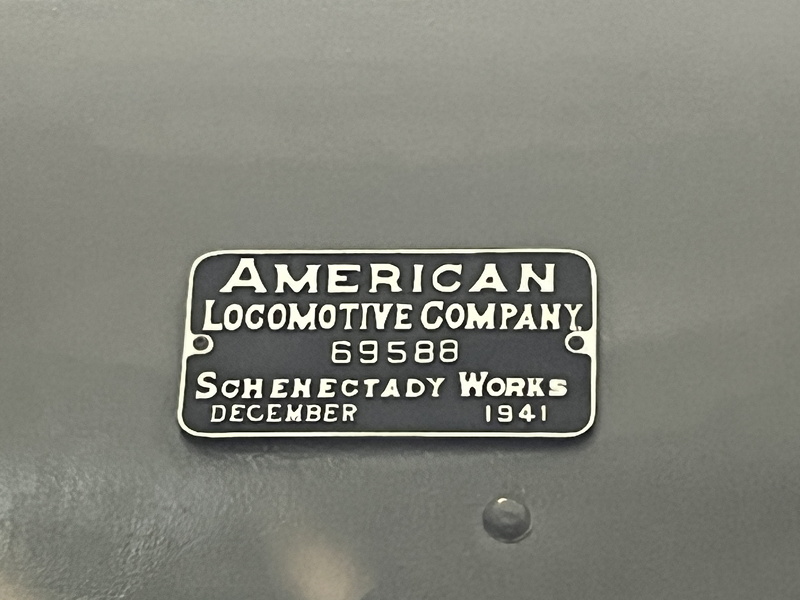 AMERICAN
LOCOMOTIVE COMPANY,
69588
SCHENECTADY WORKS
DECEMBER 1941